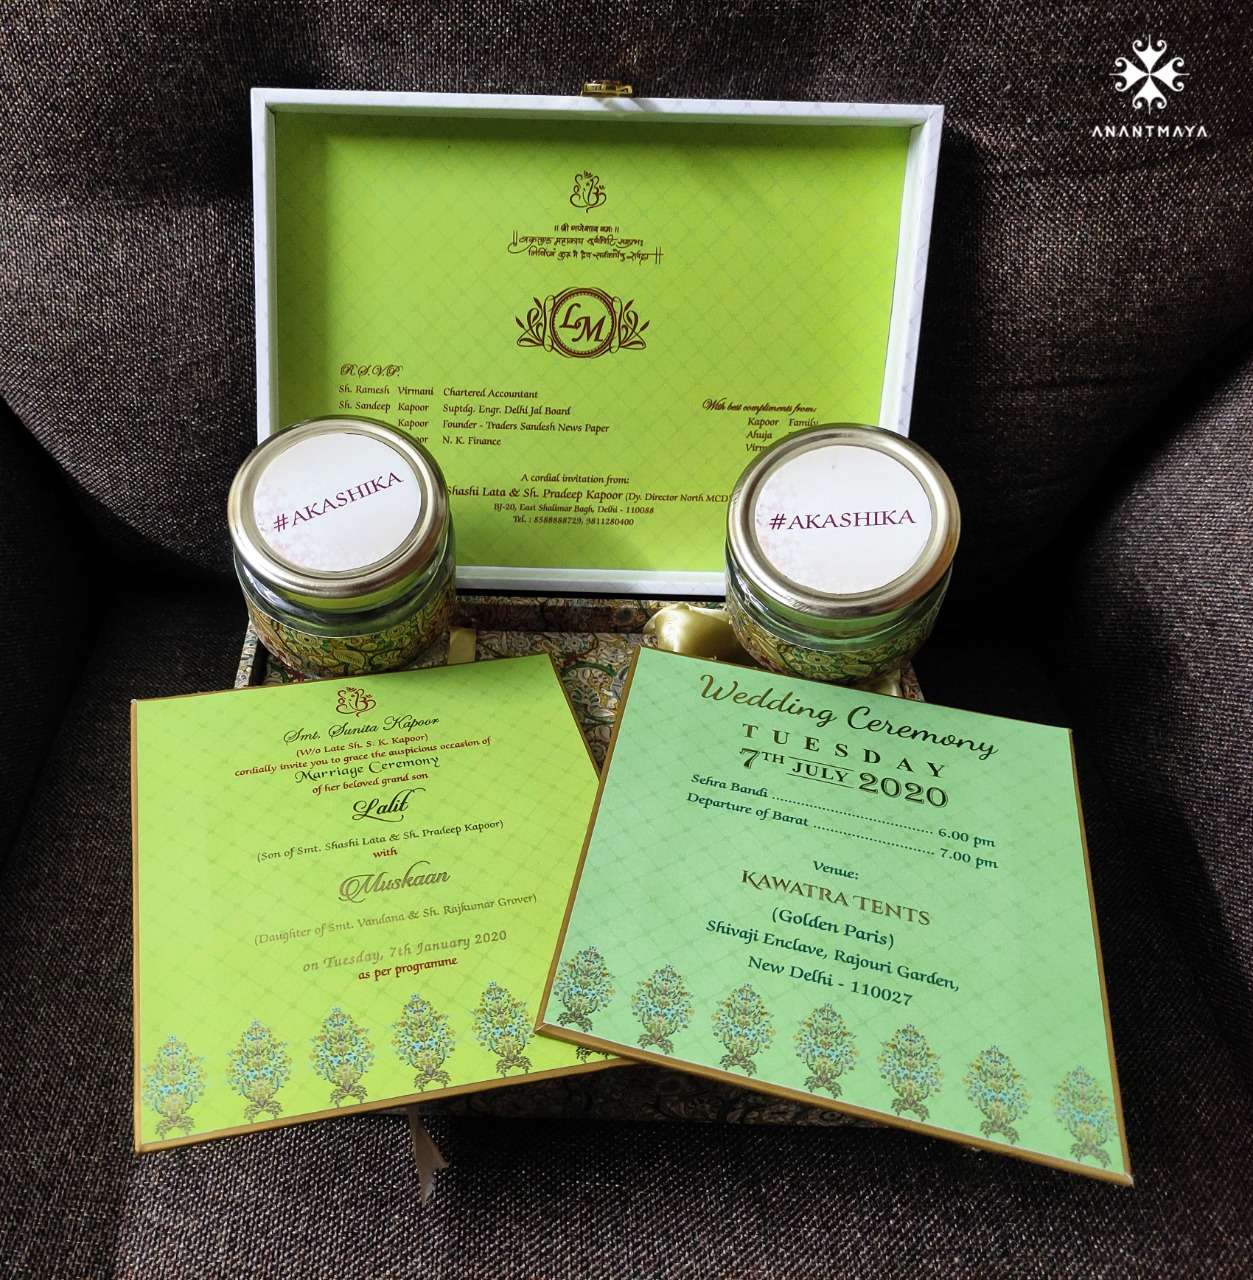 ANANTMAYA
॥ श्री गणेशाय नमः ॥
R.S.V.P.
Sh. Ramesh Virmani Chartered Accountant
Sh. Sandeep Kapoor Suptdg. Engr. Delhi Jal Board
Kapoor Founder - Traders Sandesh News Paper
N. K. Finance
With best compliments from:
Kapoor Family
Ahuja
LM
A cordial invitation from:
Shashi Lata & Sh. Pradeep Kapoor (Dy. Director North MCD
BJ-20, East Shalimar Bagh, Delhi - 110088
Tel. : 8588888729, 9811280400
#AKASHIKA
#AKASHIKA
Smt. Sunita Kapoor
(W/o Late Sh. S. K. Kapoor)
cordially invite you to grace the auspicious occasion of
Marriage Ceremony
of her beloved grand son
Lalit
(Son of Smt. Shashi Lata & Sh. Pradeep Kapoor)
with
Muskaan
(Daughter of Smt. Vandana & Sh. Rajkumar Grover)
on Tuesday, 7th January 2020
as per programme
Wedding Ceremony
TUESDAY
7TH JULY 2020
Sehra Bandi ........................................ 6.00 pm
Departure of Barat .............................. 7.00 pm
Venue:
KAWATRA TENTS
(Golden Paris)
Shivaji Enclave, Rajouri Garden,
New Delhi - 110027